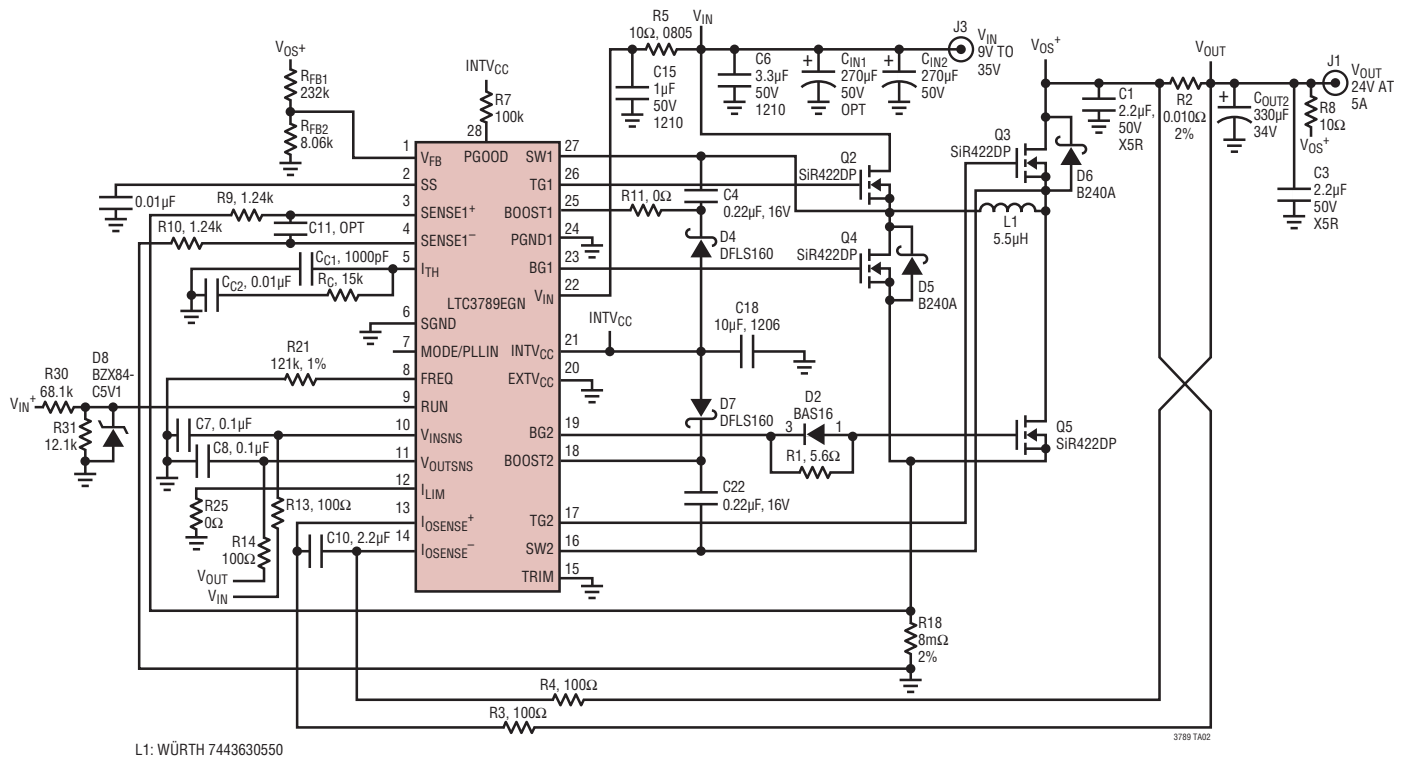 VOS+
RFB1
232k
RFB2
8.06k
INTVCC
R7
100k
R5
10Ω, 0805
VIN
C15
1µF
50V
1210
C6
3.3µF
50V
1210
+
CIN1
270µF
50V
OPT
+
CIN2
270µF
50V
J3
VIN
9V TO
35V
VOS+
C1
2.2µF,
50V
X5R
R2
0.010Ω
2%
VOUT
+
COUT2
330µF
34V
J1
VOUT
24V AT
5A
R8
10Ω
VOS+
C3
2.2µF
50V
X5R
28
PGOOD
1
VFB
2
SS
3
SENSE1+
4
SENSE1−
5
ITH
6
SGND
7
MODE/PLLIN
8
FREQ
9
RUN
10
VINSNS
11
VOUTSNS
12
ILIM
13
IOSENSE+
14
IOSENSE−
LTC3789EGN
SW1
27
TG1
26
BOOST1
25
PGND1
24
BG1
23
VIN
22
INTVCC
21
EXTVCC
20
BG2
19
BOOST2
18
TG2
17
SW2
16
TRIM
15
0.01µF
R9, 1.24k
R10, 1.24k
C11, OPT
CC1, 1000pF
CC2, 0.01µF
RC, 15k
R21
121k, 1%
D8
BZX84-
C5V1
R30
68.1k
VIN+
R31
12.1k
C7, 0.1µF
C8, 0.1µF
R25
0Ω
R13, 100Ω
R14
100Ω
VOUT
VIN
C10, 2.2µF
R11, 0Ω
C4
0.22µF, 16V
D4
DFLS160
INTVCC
C18
10µF, 1206
D7
DFLS160
D2
BAS16
3
1
R1, 5.6Ω
C22
0.22µF, 16V
Q2
SiR422DP
Q4
SiR422DP
D5
B240A
Q3
SiR422DP
D6
B240A
L1
5.5µH
Q5
SiR422DP
R18
8mΩ
2%
R4, 100Ω
R3, 100Ω
3789 TA02
L1: WÜRTH 7443630550